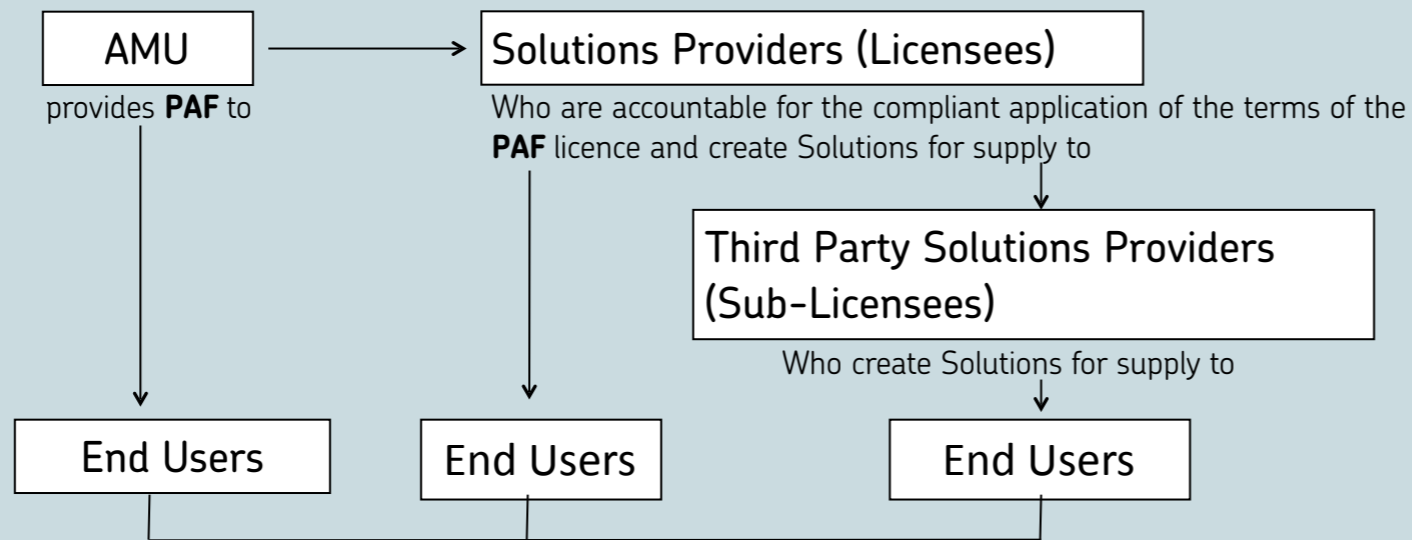 AMU
provides PAF to
Solutions Providers (Licensees)
Who are accountable for the compliant application of the terms of the
PAF licence and create Solutions for supply to
Third Party Solutions Providers
(Sub-Licensees)
Who create Solutions for supply to
End Users
End Users
End Users